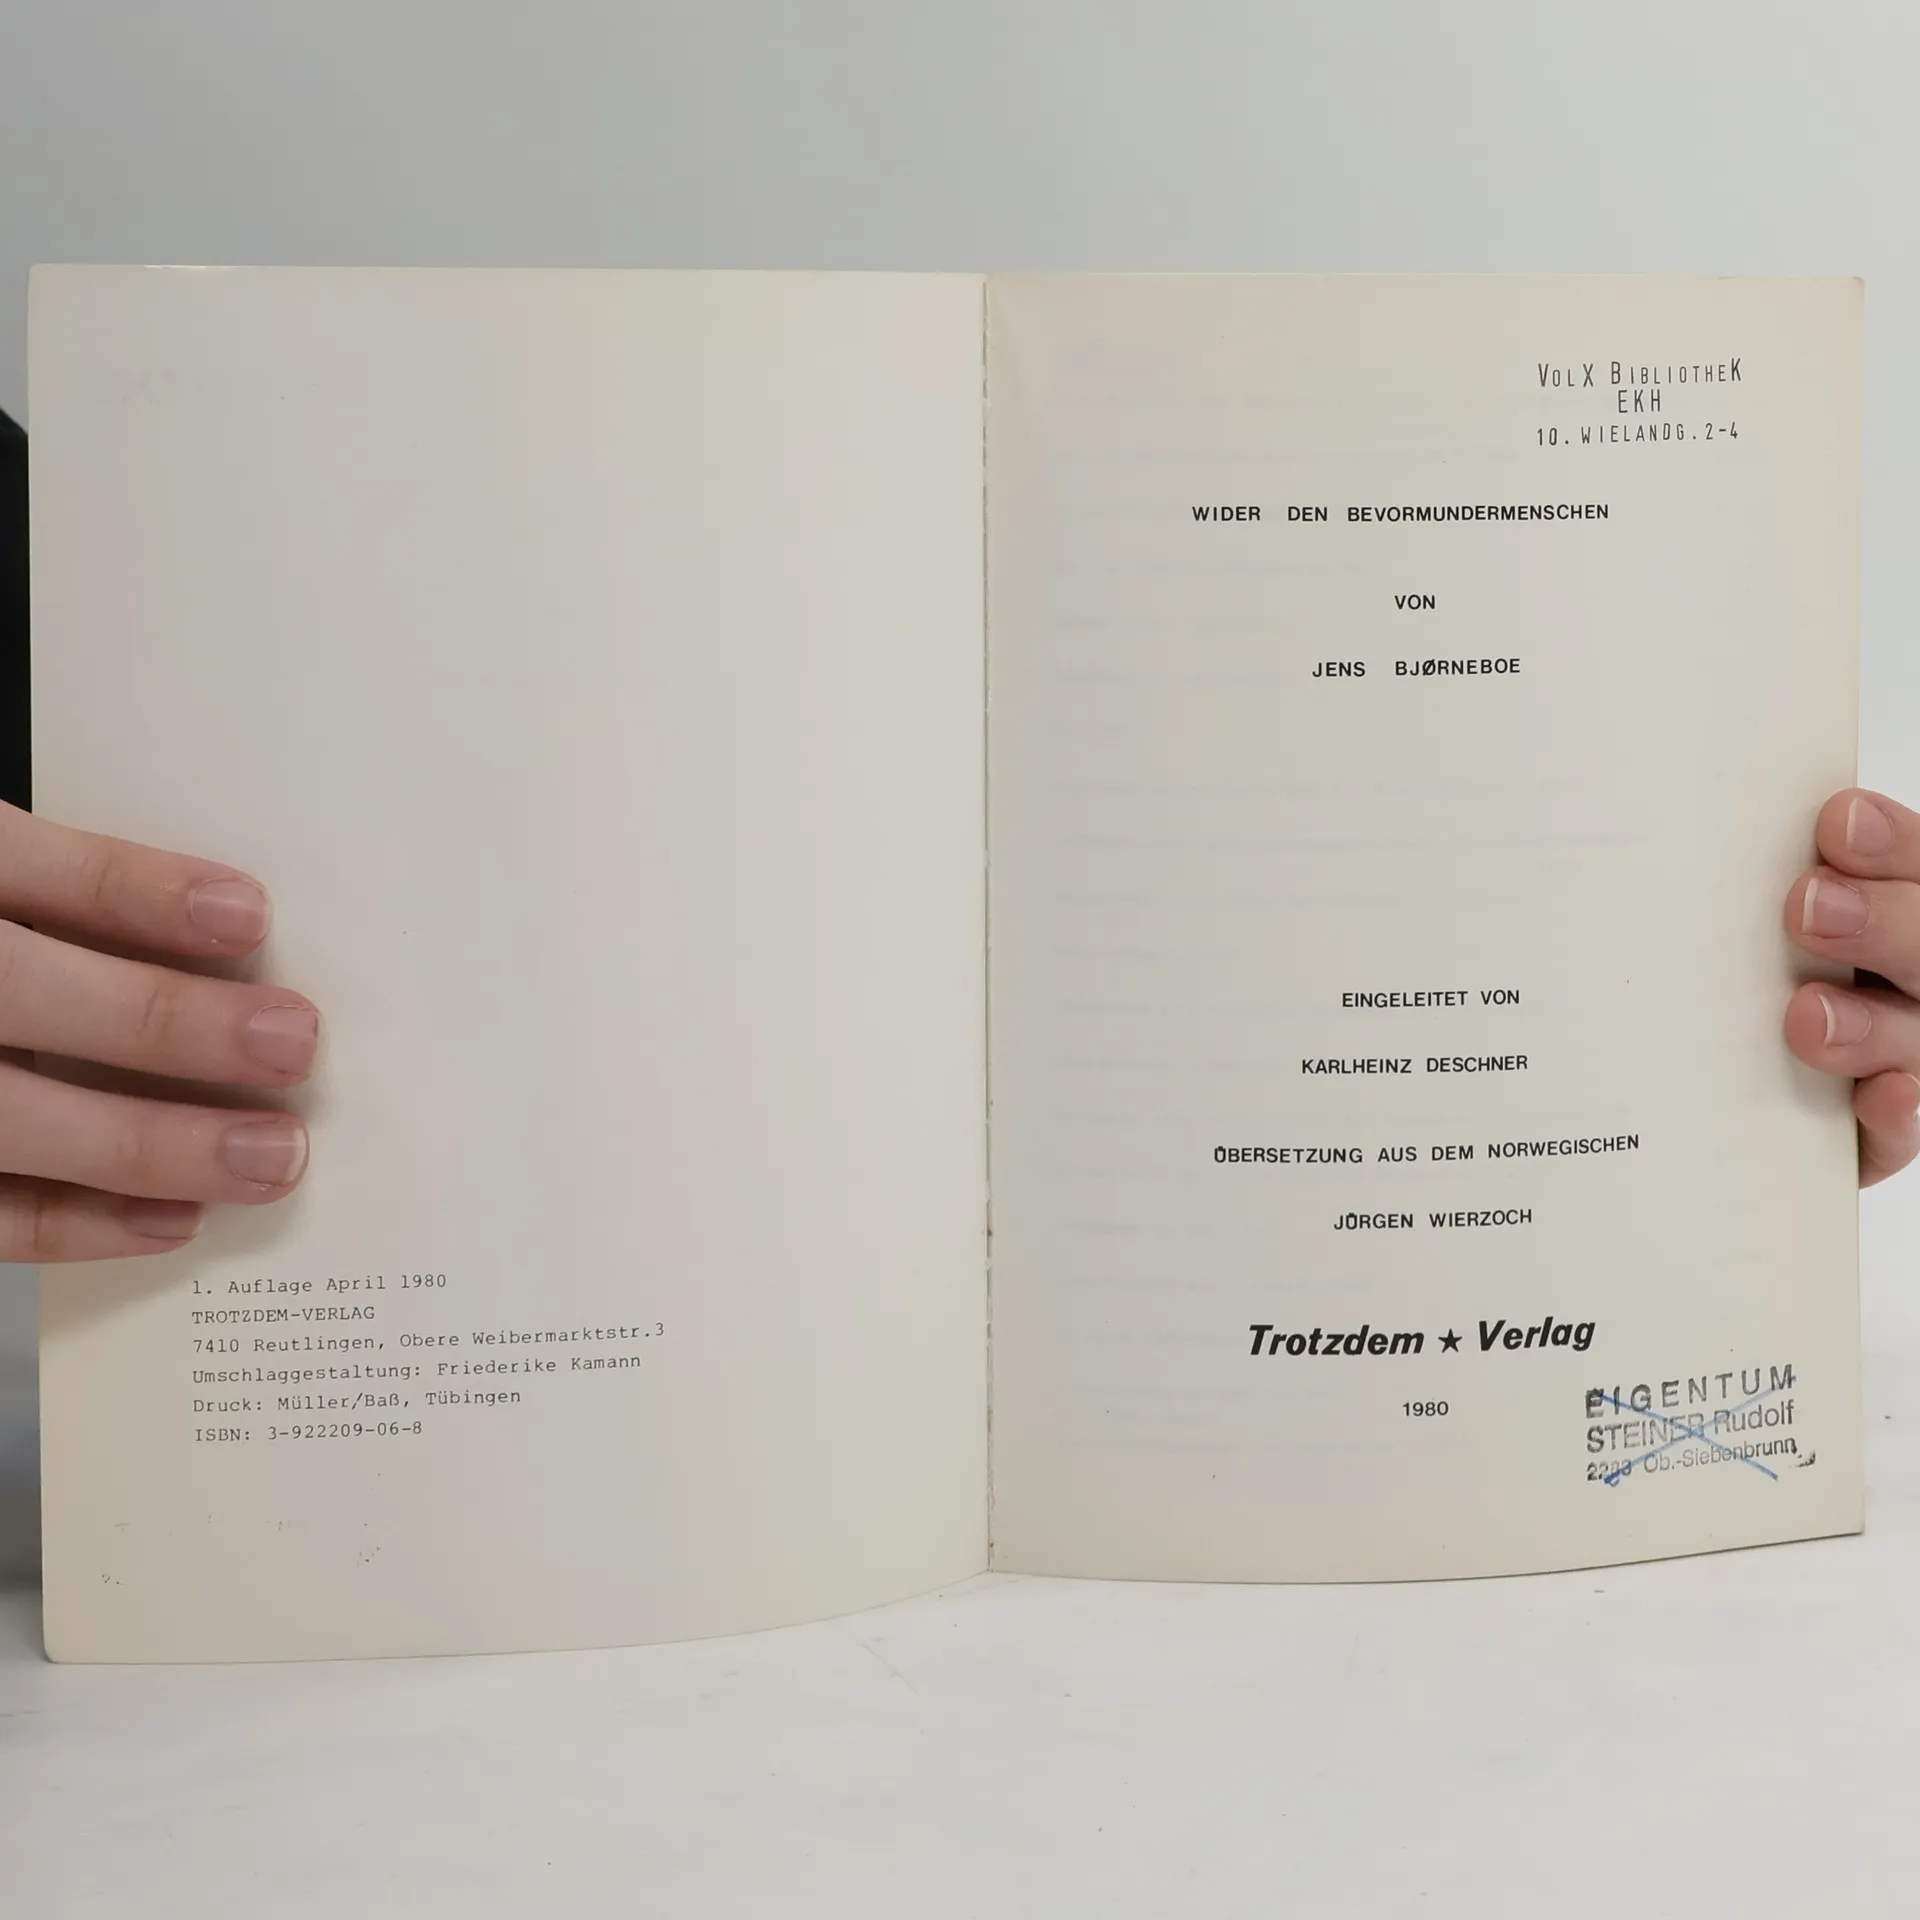 1. Auflage April 1980
TROTZDEM-VERLAG
7410 Reutlingen, Obere Weibermarktstr.3
Umschlaggestaltung: Friederike Kamann
Druck: Müller/Baß, Tübingen
ISBN: 3-922209-06-8
VOLX BIBLIOTHEK
EKH
10. WIELANDG.2-4
WIDER DEN BEVORMUNDERMENSCHEN
VON
JENS BJØRNEBOE
EINGELEITET VON
KARLHEINZ DESCHNER
ÜBERSETZUNG AUS DEM NORWEGISCHEN
JÜRGEN WIERZOCH
Trotzdem ★ Verlag
1980
EIGENTUM
STEINER Rudolf
Ob.-Siebenbrunn